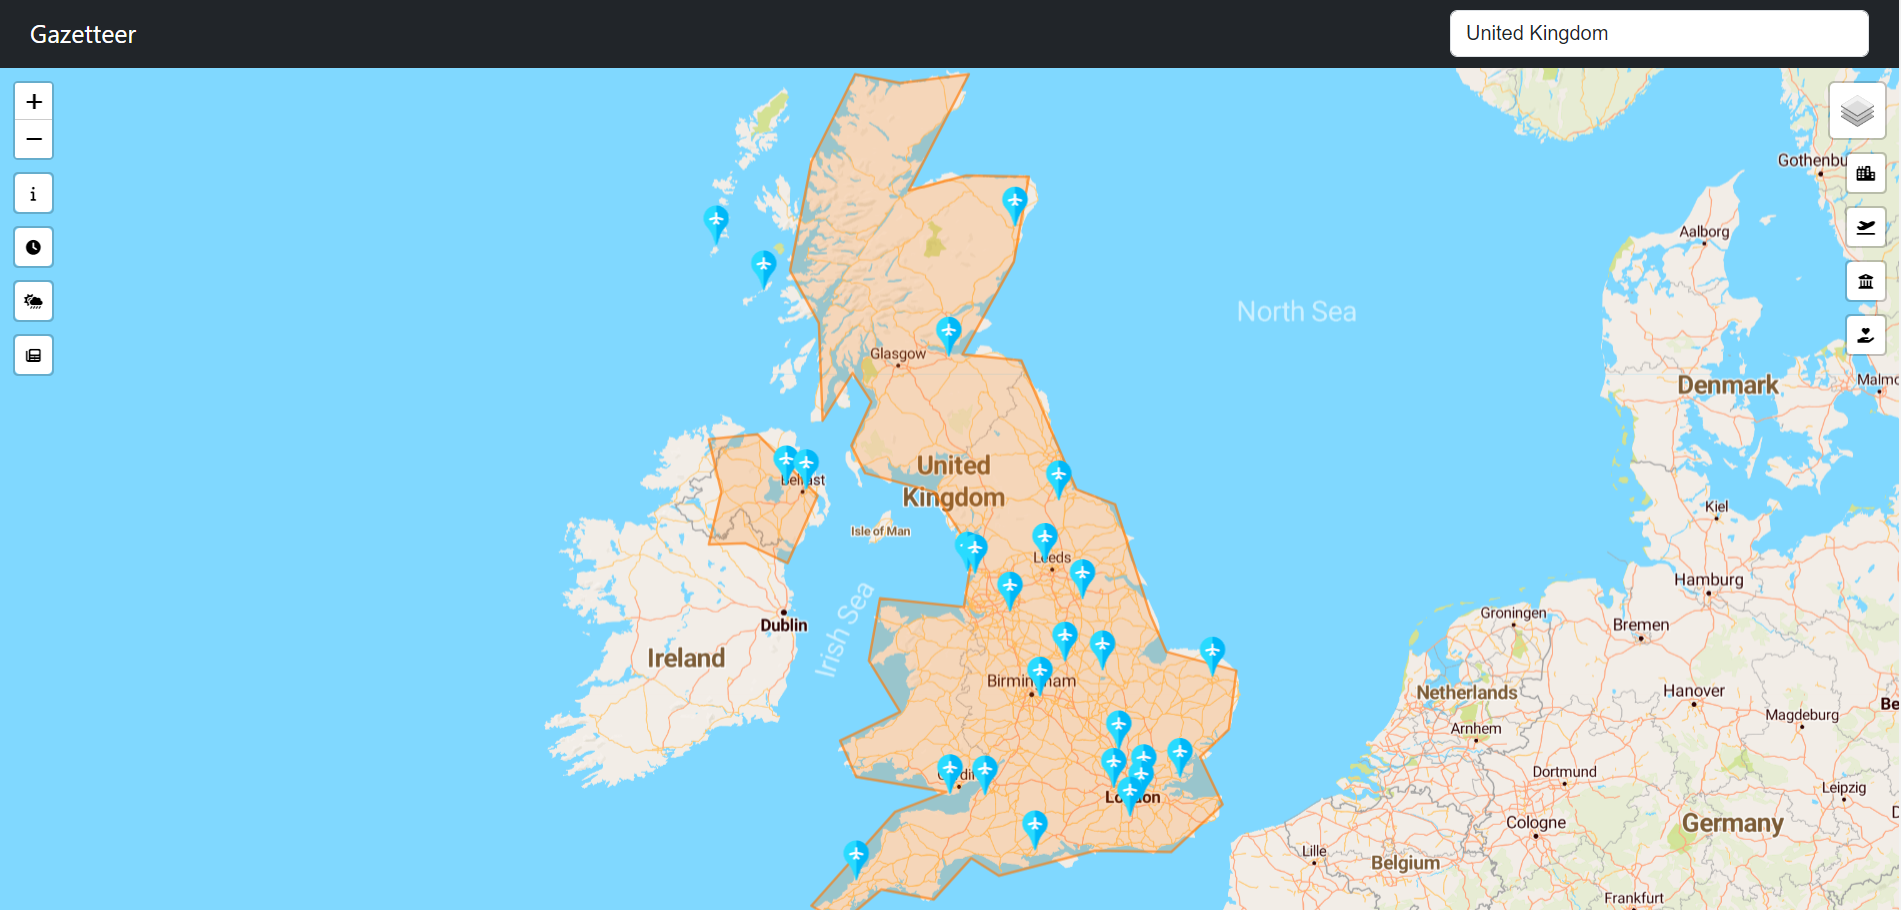 Gazetteer
United Kingdom
+
−
i
Gothenbu
Aalborg
North Sea
Glasgow
Denmark
Malmo
United
Kingdom
Belfast
Isle of Man
Kiel
Leeds
Hamburg
Groningen
Bremen
Dublin
Irish Sea
Ireland
Birmingham
Netherlands
Hanover
Be
Magdeburg
Arnhem
Cardiff
Dortmund
Leipzig
London
D
Cologne
Germany
Lille
Belgium
Frankfurt